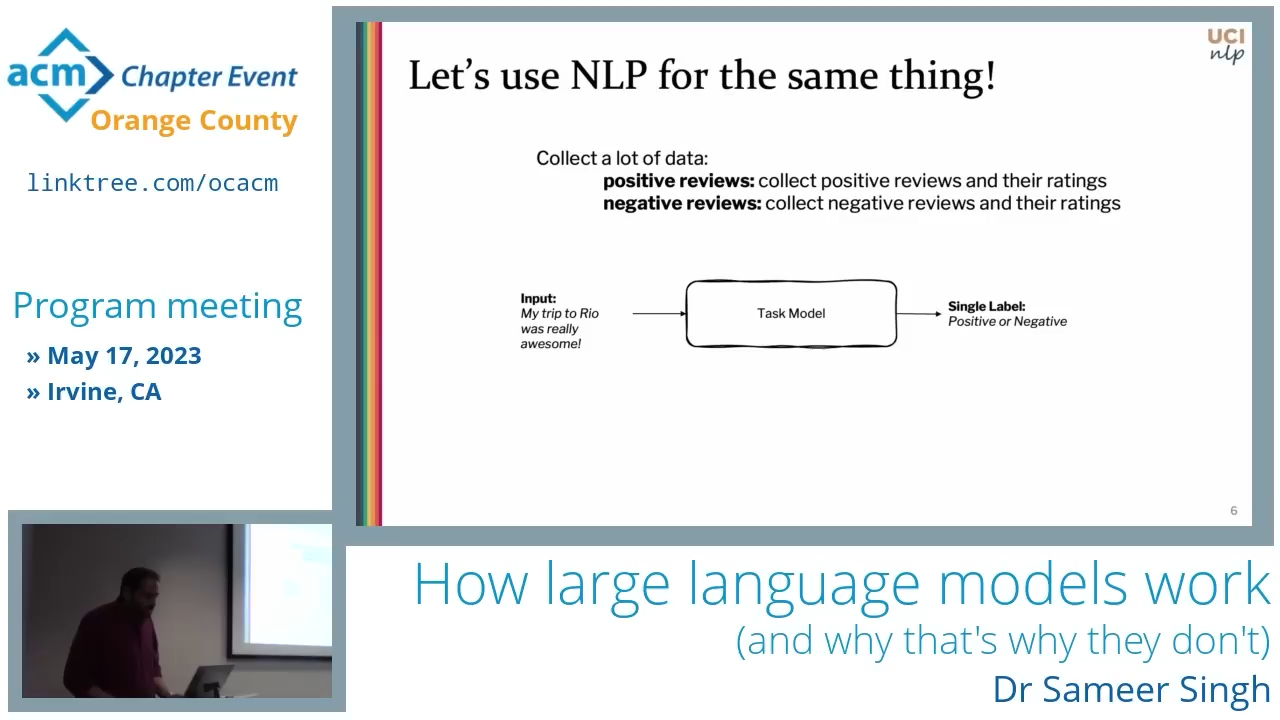 acm Chapter Event
Orange County
linktree.com/ocacm
Program meeting
» May 17, 2023
» Irvine, CA
UCI
nlp
Let's use NLP for the same thing!
Collect a lot of data:
positive reviews: collect positive reviews and their ratings
negative reviews: collect negative reviews and their ratings
Input:
My trip to Rio
was really
awesome!
Task Model
Single Label:
Positive or Negative
6
How large language models work
(and why that's why they don't)
Dr Sameer Singh